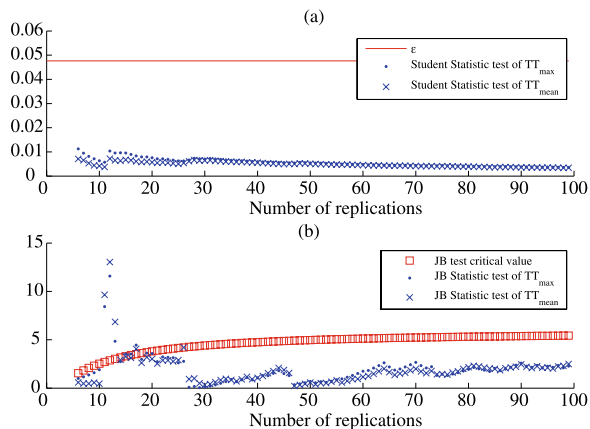 (a)
0.06
0.05
0.04
0.03
0.02
0.01
0
ε
Student Statistic test of TTmax
Student Statistic test of TTmean
0 10 20 30 40 50 60 70 80 90 100
Number of replications
(b)
15
10
5
0
JB test critical value
JB Statistic test of TTmax
JB Statistic test of TTmean
0 10 20 30 40 50 60 70 80 90 100
Number of replications